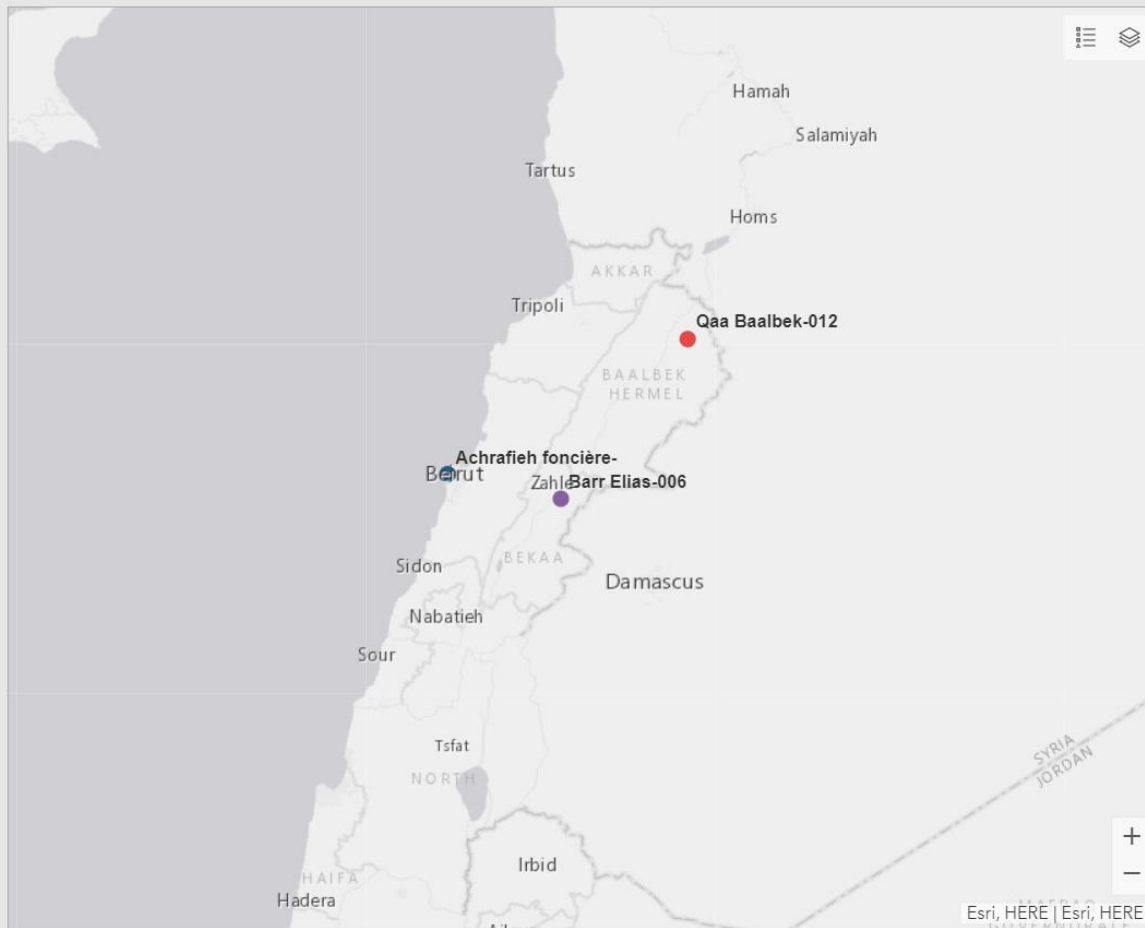 Hamah
Salamiyah
Tartus
Homs
AKKAR
Tripoli
Qaa Baalbek-012
BAALBEK
HERMEL
Achrafieh foncière-
Beirut
Zahle
Barr Elias-006
BEKAA
Sidon
Damascus
Nabatieh
Sour
Tsfat
NORTH
SYRIA
JORDAN
Irbid
HAIFA
Hadera
Esri, HERE | Esri, HERE